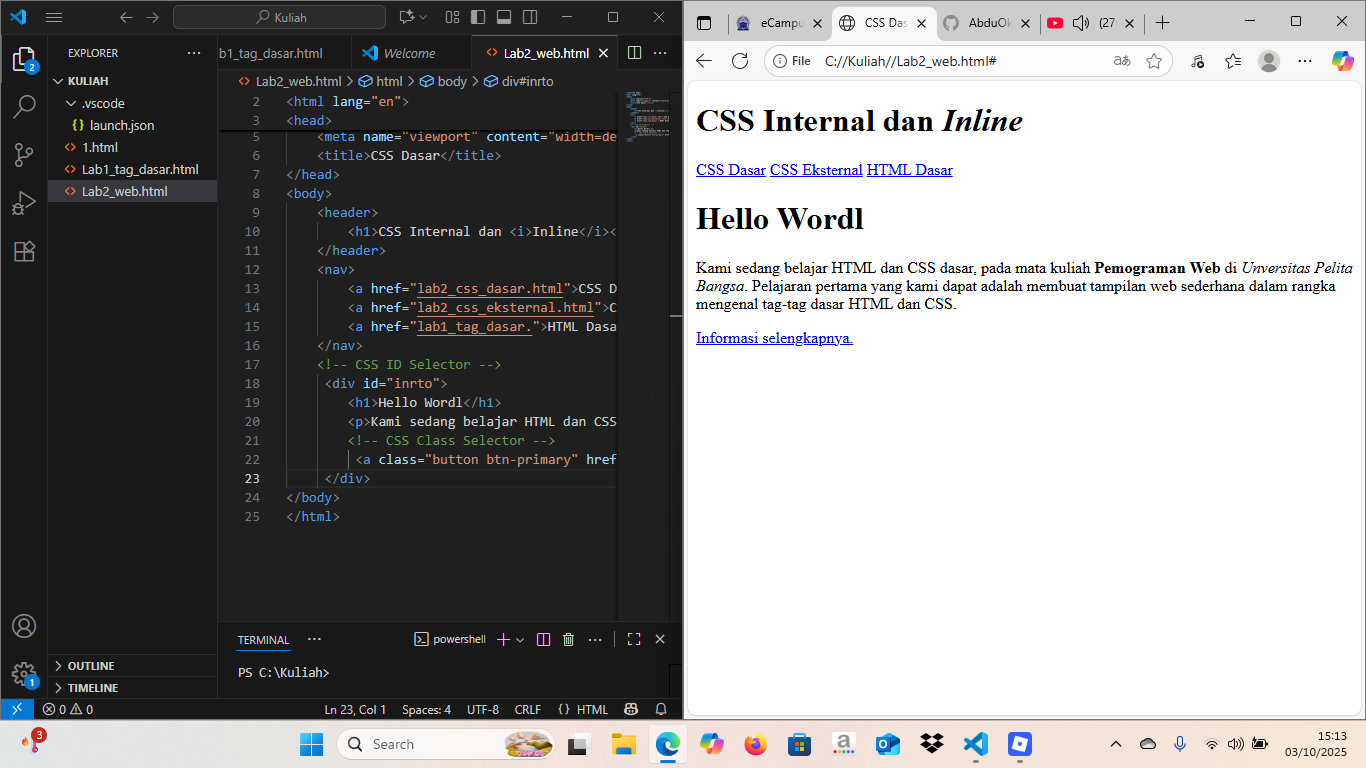 Kuliah
eCampu
CSS Das
AbduOk
(27
EXPLORER
b1_tag_dasar.html
Welcome
Lab2_web.html
File
C://Kuliah//Lab2_web.html#
KULIAH
.vscode
launch.json
1.html
Lab1_tag_dasar.html
Lab2_web.html
Lab2_web.html > html > body > div#inrto
2 <html lang="en">
3 <head>
5 <meta name="viewport" content="width=de
6 <title>CSS Dasar</title>
7 </head>
8 <body>
9 <header>
10 <h1>CSS Internal dan <i>Inline</i><
11 </header>
12 <nav>
13 <a href="lab2_css_dasar.html">CSS D
14 <a href="lab2_css_eksternal.html">C
15 <a href="lab1_tag_dasar.">HTML Dasa
16 </nav>
17 <!-- CSS ID Selector -->
18 <div id="inrto">
19 <h1>Hello Wordl</h1>
20 <p>Kami sedang belajar HTML dan CSS
21 <!-- CSS Class Selector -->
22 <a class="button btn-primary" href
23 </div>
24 </body>
25 </html>
TERMINAL
powershell
PS C:\Kuliah>
OUTLINE
TIMELINE
2
1
0 0
Ln 23, Col 1
Spaces: 4
UTF-8
CRLF
{ } HTML
CSS Internal dan Inline
CSS Dasar CSS Eksternal HTML Dasar
Hello Wordl
Kami sedang belajar HTML dan CSS dasar, pada mata kuliah Pemograman Web di Unversitas Pelita
Bangsa. Pelajaran pertama yang kami dapat adalah membuat tampilan web sederhana dalam rangka
mengenal tag-tag dasar HTML dan CSS.
Informasi selengkapnya.
3
Search
15:13
03/10/2025